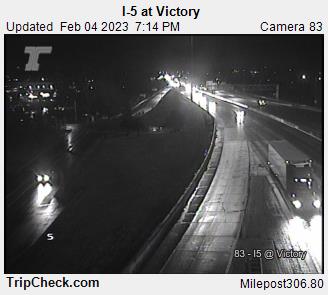 I-5 at Victory
Updated Feb 04 2023 7:14 PM Camera 83
T
S
83 - I5 @ Victory
TripCheck.com Milepost306.80